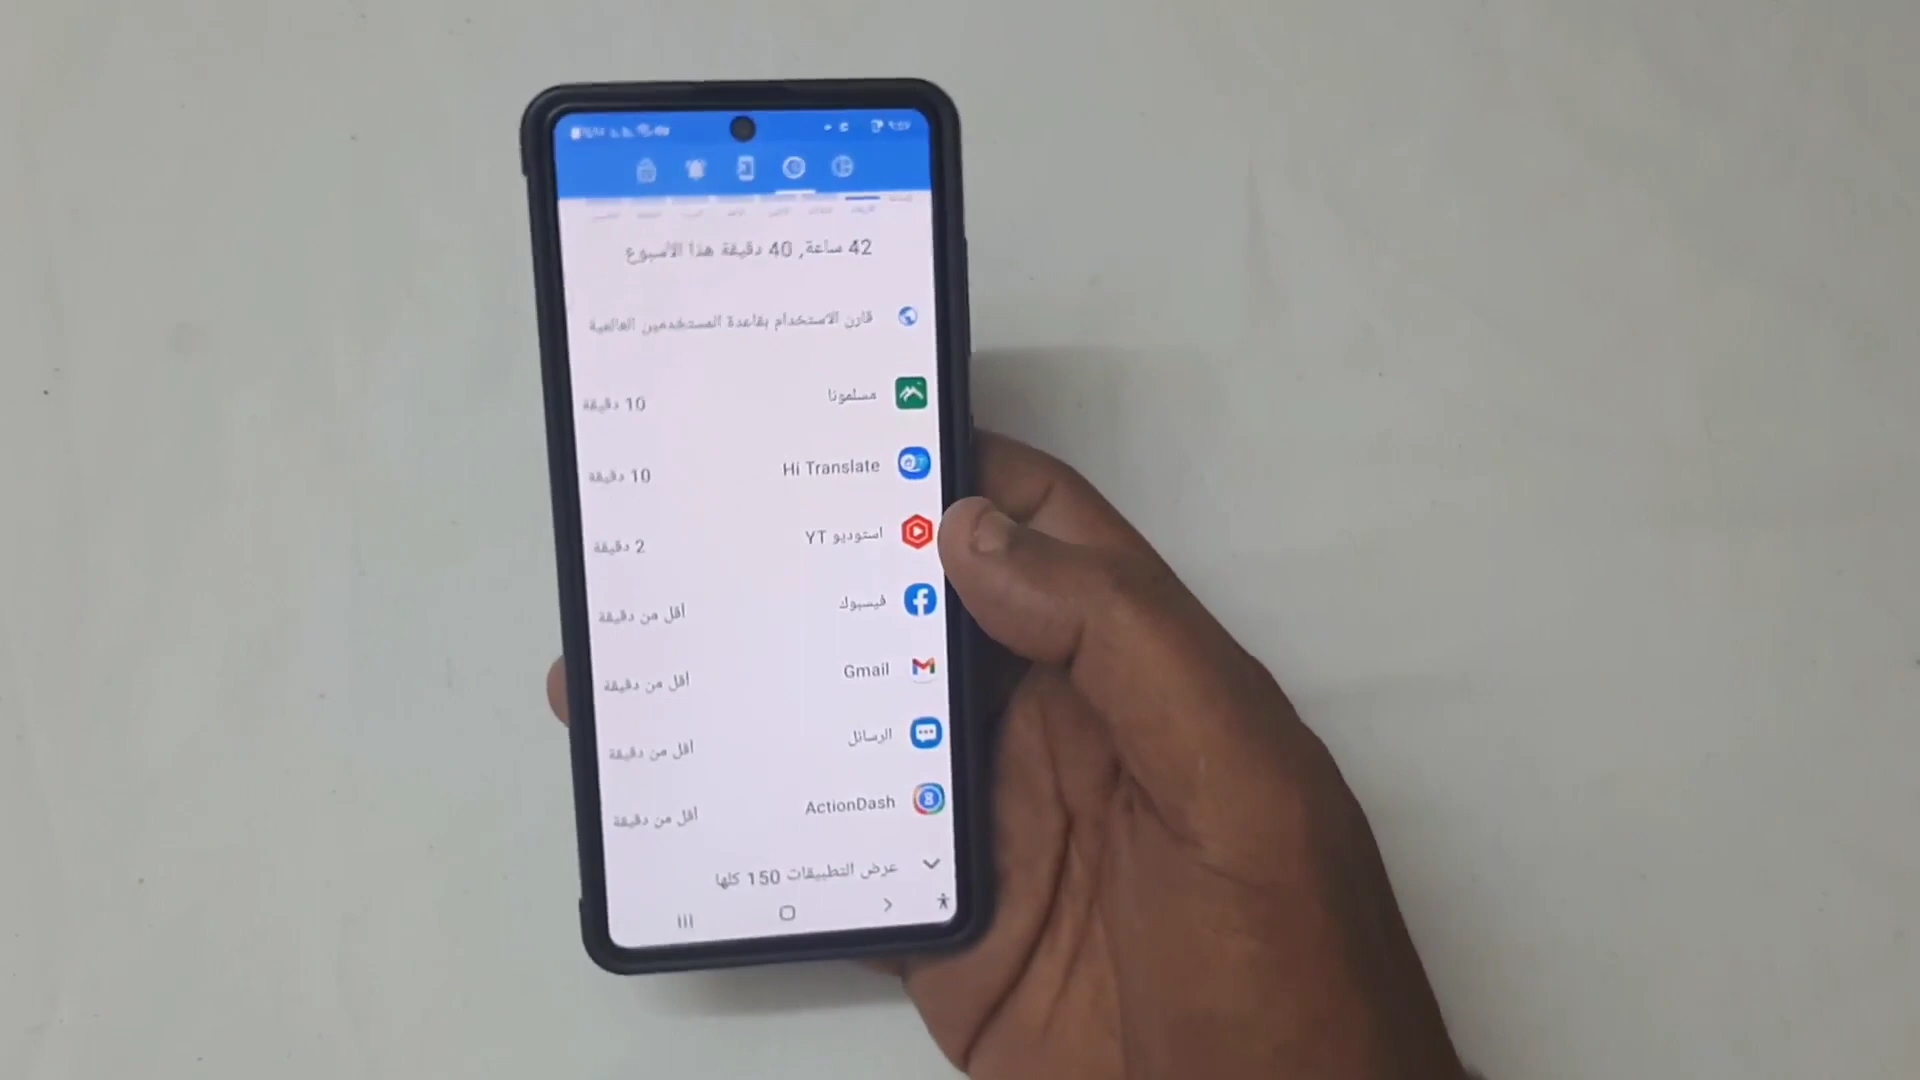 42 ساعة, 40 دقيقة هذا الأسبوع
قارن الاستخدام بقاعدة المستخدمين العالمية
مسلمونا
10 دقيقة
Hi Translate
10 دقيقة
استوديو YT
2 دقيقة
فيسبوك
أقل من دقيقة
Gmail
أقل من دقيقة
الرسائل
أقل من دقيقة
ActionDash
أقل من دقيقة
عرض التطبيقات 150 كلها